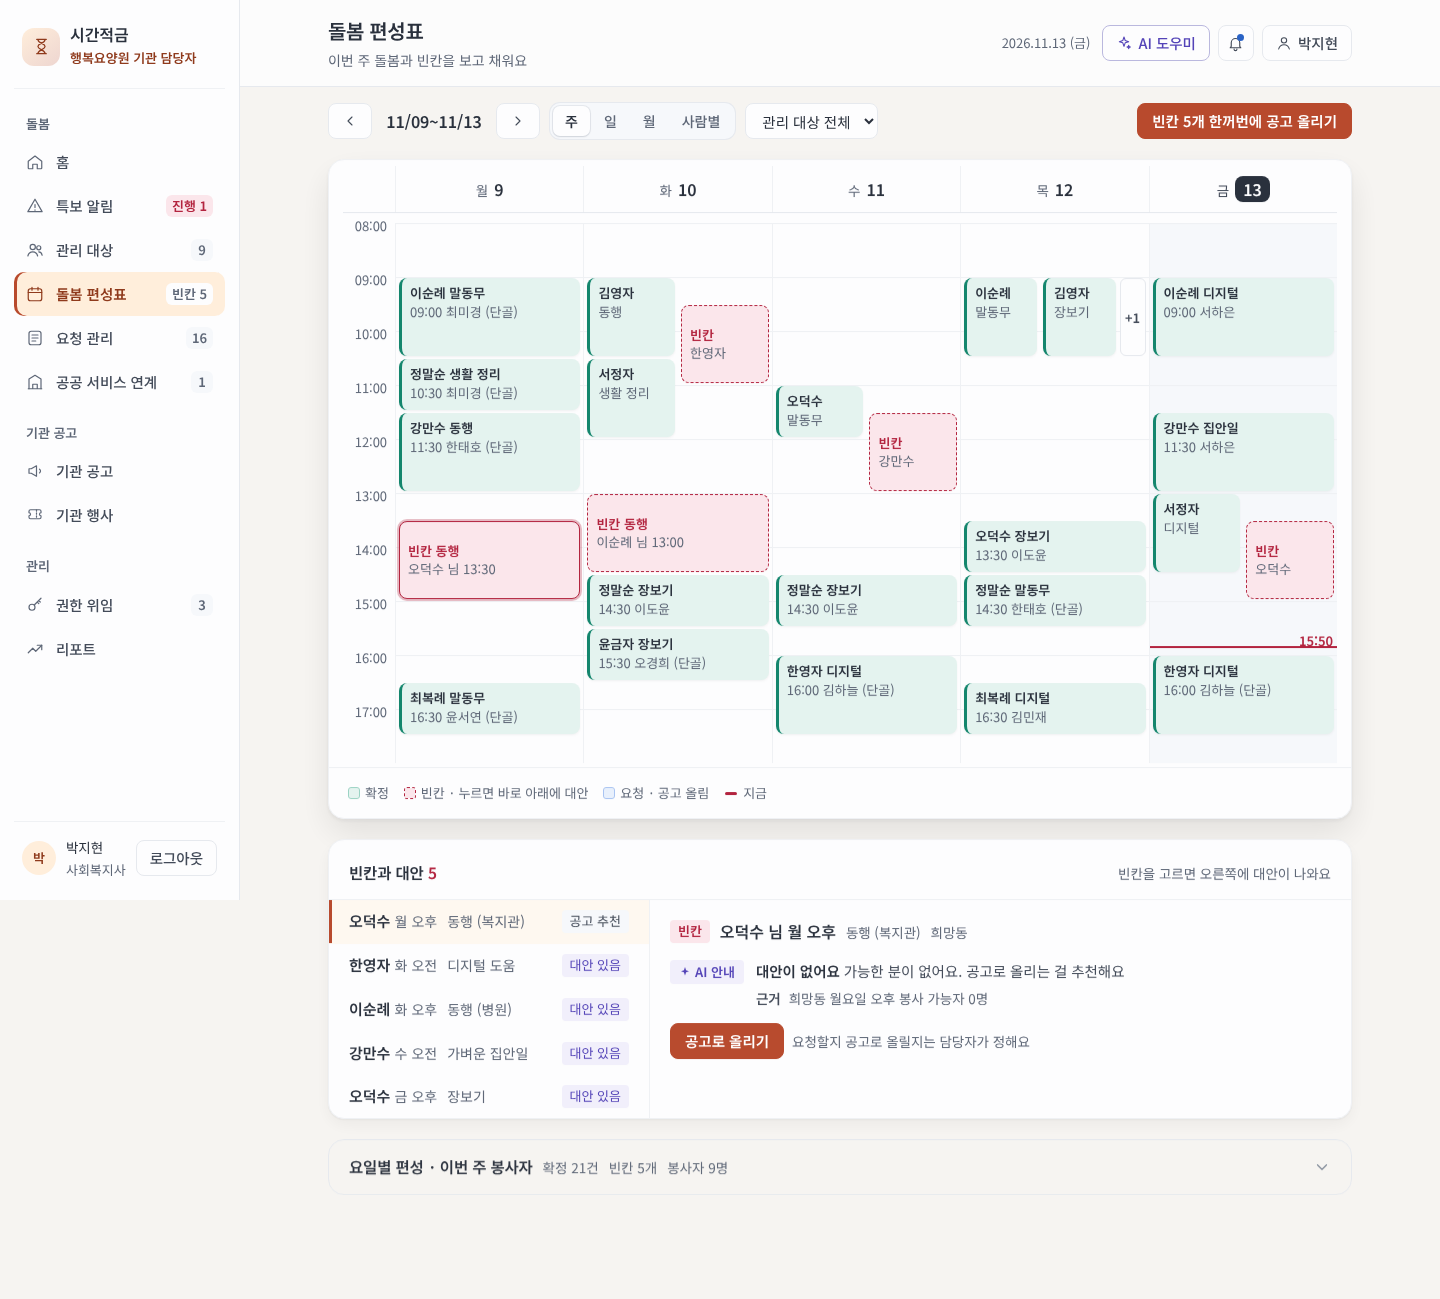 시간적금
행복요양원 기관 담당자
돌봄
홈
특보 알림 진행 1
관리 대상 9
돌봄 편성표 빈칸 5
요청 관리 16
공공 서비스 연계 1
기관 공고
기관 공고
기관 행사
관리
권한 위임 3
리포트
박 박지현
사회복지사
로그아웃
돌봄 편성표
이번 주 돌봄과 빈칸을 보고 채워요
2026.11.13 (금)
AI 도우미
박지현
11/09~11/13
주 일 월 사람별
관리 대상 전체
빈칸 5개 한꺼번에 공고 올리기
월 9
화 10
수 11
목 12
금 13
08:00
09:00
10:00
11:00
12:00
13:00
14:00
15:00
16:00
17:00
이순례 말동무
09:00 최미경 (단골)
정말순 생활 정리
10:30 최미경 (단골)
강만수 동행
11:30 한태호 (단골)
빈칸 동행
오덕수 님 13:30
최복례 말동무
16:30 윤서연 (단골)
김영자
동행
빈칸
한영자
서정자
생활 정리
빈칸 동행
이순례 님 13:00
정말순 장보기
14:30 이도윤
윤금자 장보기
15:30 오경희 (단골)
오덕수
말동무
빈칸
강만수
정말순 장보기
14:30 이도윤
한영자 디지털
16:00 김하늘 (단골)
이순례
말동무
김영자
장보기
+1
오덕수 장보기
13:30 이도윤
정말순 말동무
14:30 한태호 (단골)
최복례 디지털
16:30 김민재
이순례 디지털
09:00 서하은
강만수 집안일
11:30 서하은
서정자
디지털
빈칸
오덕수
15:50
한영자 디지털
16:00 김하늘 (단골)
확정 빈칸 · 누르면 바로 아래에 대안 요청 · 공고 올림 지금
빈칸과 대안 5
빈칸을 고르면 오른쪽에 대안이 나와요
오덕수 월 오후 동행 (복지관) 공고 추천
한영자 화 오전 디지털 도움 대안 있음
이순례 화 오후 동행 (병원) 대안 있음
강만수 수 오전 가벼운 집안일 대안 있음
오덕수 금 오후 장보기 대안 있음
빈칸 오덕수 님 월 오후 동행 (복지관) 희망동
AI 안내 대안이 없어요 가능한 분이 없어요. 공고로 올리는 걸 추천해요
근거 희망동 월요일 오후 봉사 가능자 0명
공고로 올리기 요청할지 공고로 올릴지는 담당자가 정해요
요일별 편성 · 이번 주 봉사자 확정 21건 빈칸 5개 봉사자 9명